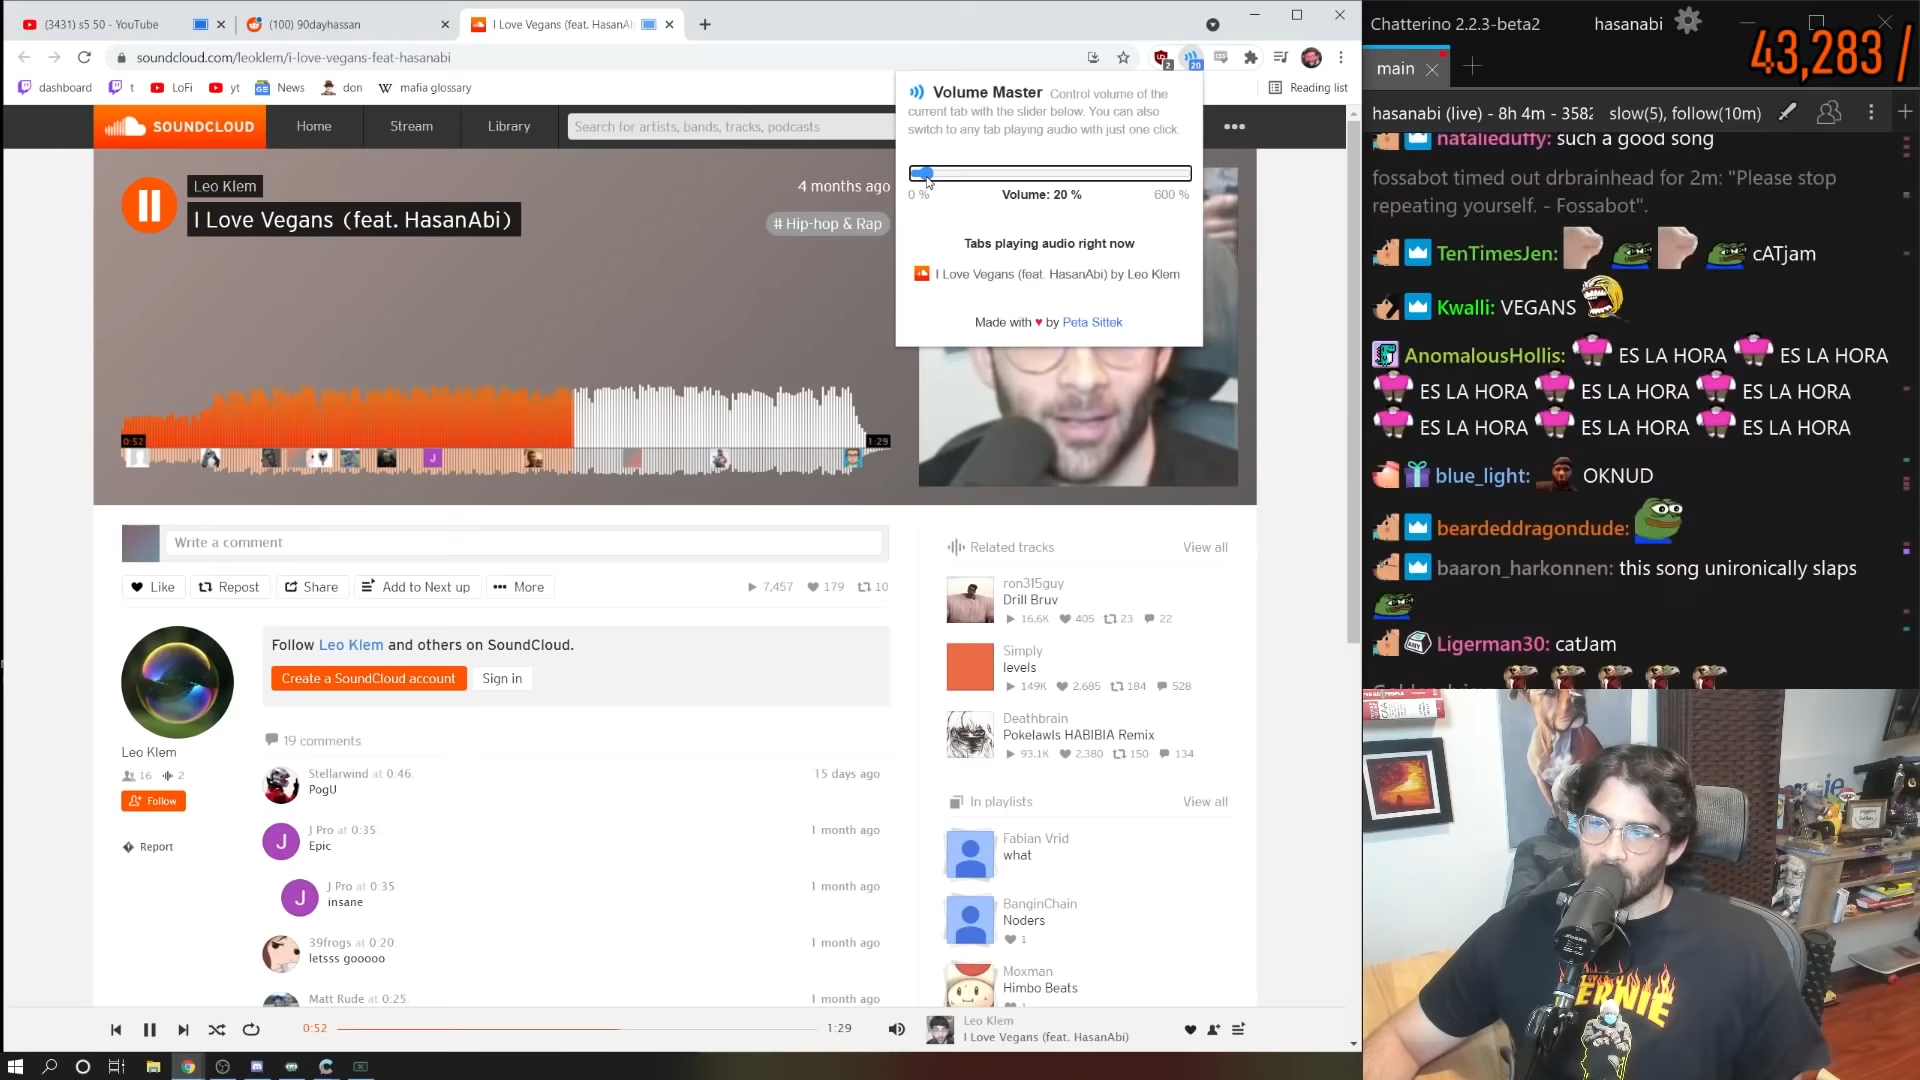 (3431) s5 50 - YouTube
(100) 90dayhassan
I Love Vegans (feat. HasanAb
soundcloud.com/leoklem/i-love-vegans-feat-hasanabi
2
20
dashboard
t
LoFi
yt
News
don
mafia glossary
Reading list
SOUNDCLOUD
Home
Stream
Library
Search for artists, bands, tracks, podcasts
Leo Klem
I Love Vegans (feat. HasanAbi)
4 months ago
# Hip-hop & Rap
0:52
1:29
J
Volume Master Control volume of the
current tab with the slider below. You can also
switch to any tab playing audio with just one click.
0 %
Volume: 20 %
600 %
Tabs playing audio right now
I Love Vegans (feat. HasanAbi) by Leo Klem
Made with ♥ by Peta Sittek
Write a comment
Like
Repost
Share
Add to Next up
More
7,457
179
10
Leo Klem
16
2
Follow
Report
Follow Leo Klem and others on SoundCloud.
Create a SoundCloud account
Sign in
19 comments
Stellarwind at 0:46:
15 days ago
PogU
J
J Pro at 0:35:
1 month ago
Epic
J
J Pro at 0:35
1 month ago
insane
39frogs at 0:20:
1 month ago
letsss gooooo
Matt Rude at 0:25:
1 month ago
Related tracks
View all
ron315guy
Drill Bruv
16.6K
405
23
22
Simply
levels
149K
2,685
184
528
Deathbrain
Pokelawls HABIBIA Remix
93.1K
2,380
150
134
In playlists
View all
Fabian Vrid
what
BanginChain
Noders
1
Moxman
Himbo Beats
0:52
1:29
Leo Klem
I Love Vegans (feat. HasanAbi)
Chatterino 2.2.3-beta2
hasanabi
43,283 /
main
hasanabi (live) - 8h 4m - 3582
slow(5), follow(10m)
natalieduffy: such a good song
fossabot timed out drbrainhead for 2m: "Please stop
repeating yourself. - Fossabot".
TenTimesJen: cATjam
Kwalli: VEGANS
AnomalousHollis: ES LA HORA ES LA HORA
ES LA HORA ES LA HORA ES LA HORA
ES LA HORA ES LA HORA ES LA HORA
blue_light: OKNUD
beardeddragondude:
baaron_harkonnen: this song unironically slaps
Ligerman30: catJam